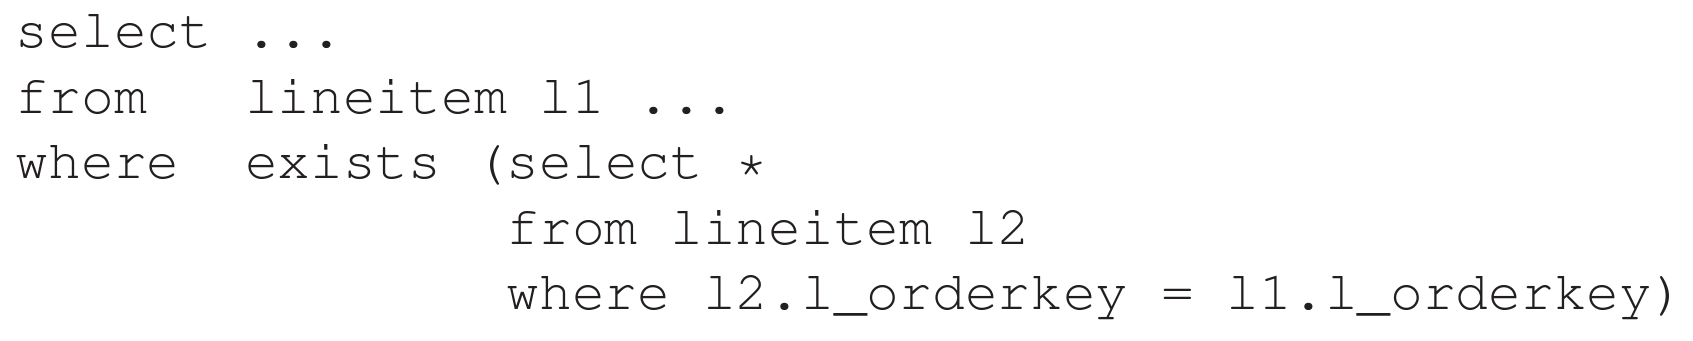 select ...
from   lineitem l1 ...
where  exists (select *
               from lineitem l2
               where l2.l_orderkey = l1.l_orderkey)